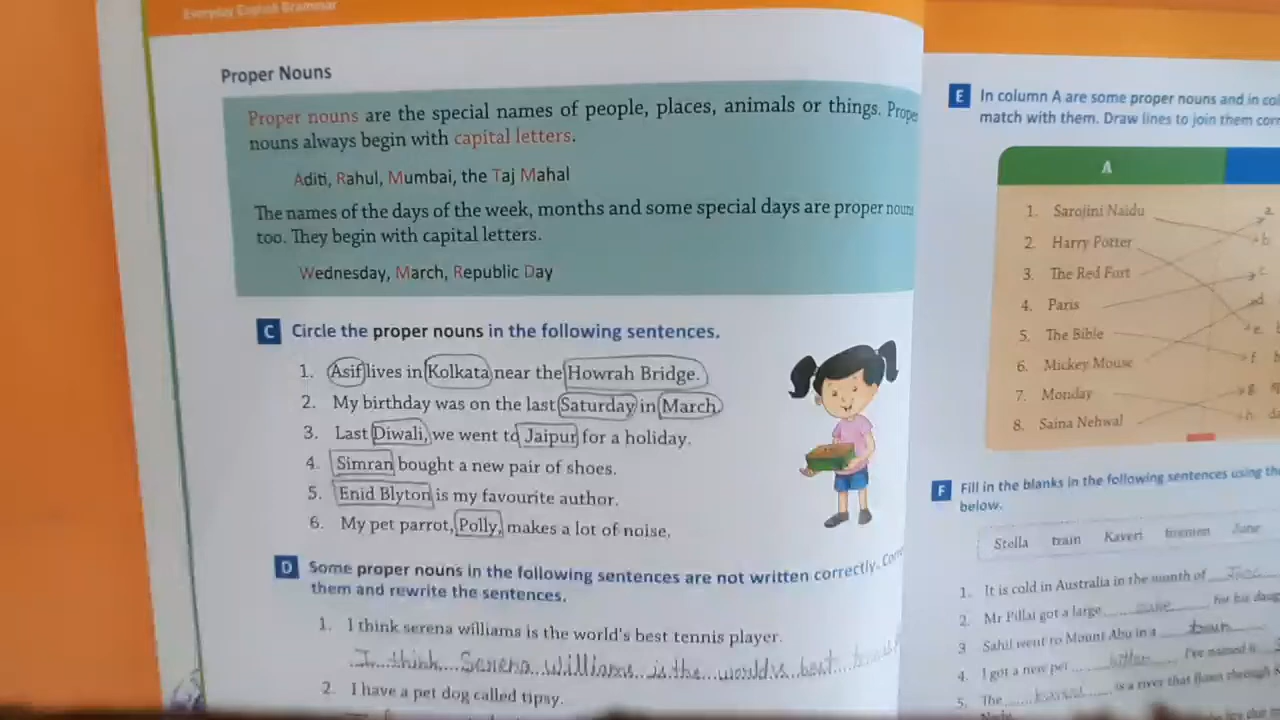 Everyday English Grammar
Proper Nouns
Proper nouns are the special names of people, places, animals or things. Proper
nouns always begin with capital letters.
Aditi, Rahul, Mumbai, the Taj Mahal
The names of the days of the week, months and some special days are proper nouns
too. They begin with capital letters.
Wednesday, March, Republic Day
C Circle the proper nouns in the following sentences.
1. Asif lives in Kolkata near the Howrah Bridge.
2. My birthday was on the last Saturday in March.
3. Last Diwali, we went to Jaipur for a holiday.
4. Simran bought a new pair of shoes.
5. Enid Blyton is my favourite author.
6. My pet parrot, Polly, makes a lot of noise.
D Some proper nouns in the following sentences are not written correctly.
them and rewrite the sentences.
1. I think serena williams is the world's best tennis player.
I think Serena williams is the world's best
2. I have a pet dog called tipsy.
E In column A are some proper nouns and in
match with them. Draw lines to join them
A
1. Sarojini Naidu a.
2. Harry Potter b
3. The Red Fort c
4. Paris d
5. The Bible e.
6. Mickey Mouse f
7. Monday g
8. Saina Nehwal h
F Fill in the blanks in the following sentences using the
below.
Stella train Kaveri June
1. It is cold in Australia in the month of June
2. Mr Pillai got a large for his
3 Sahil went to Mount Abu in a train
4. I got a new pet I've named it
5. The is a river that flows through